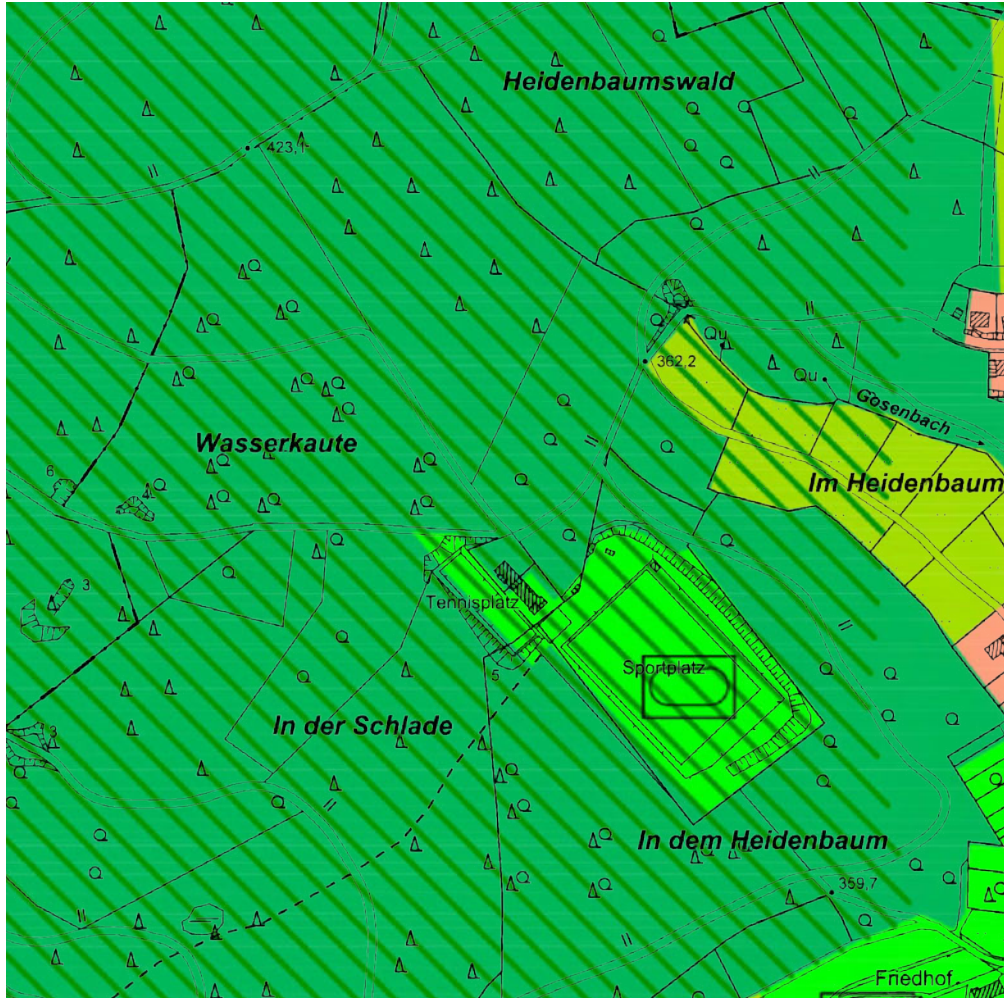 Heidenbaumswald
423,1
Qu
362,2
Qu
Gosenbach
Wasserkaute
Im Heidenbaum
6
4
3
Tennisplatz
Sportplatz
5
In der Schlade
3
In dem Heidenbaum
359,7
Friedhof